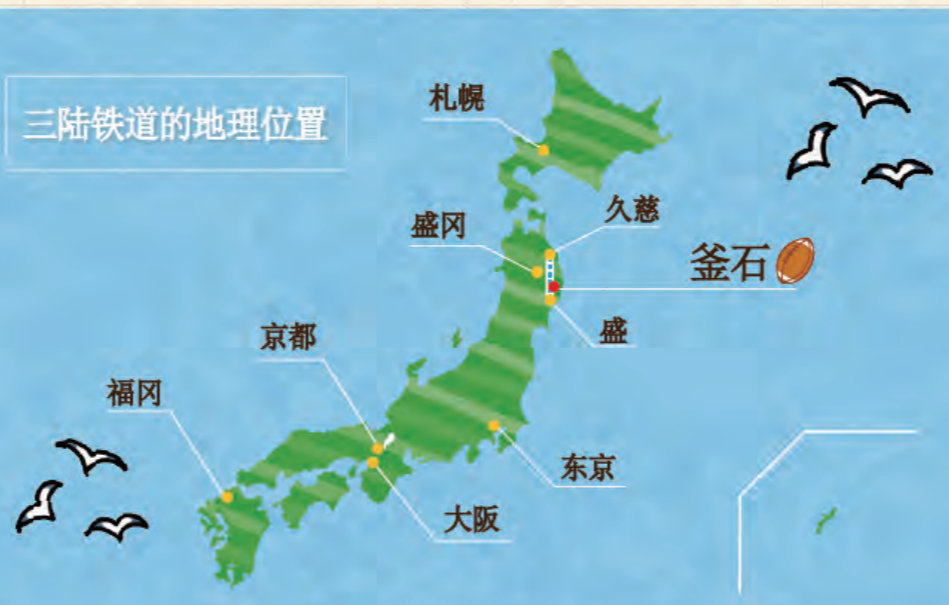 三陆铁道的地理位置
札幌
久慈
盛冈
釜石
盛
京都
福冈
东京
大阪